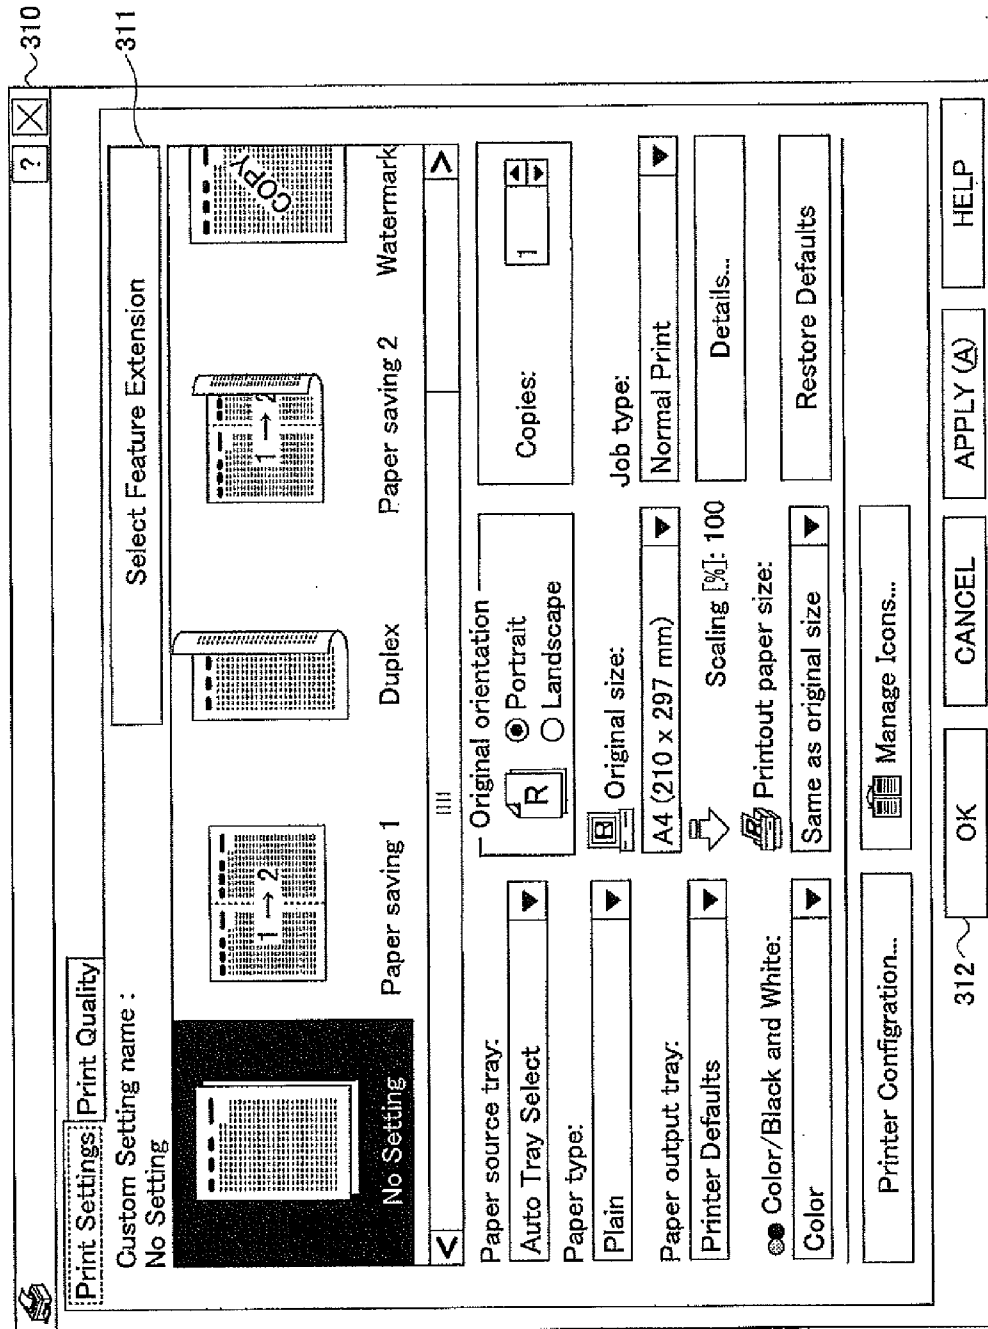 310
? X
311
Print Settings: Print Quality
Custom Setting name :
No Setting
Select Feature Extension
1→2
1→2
COPY
No Setting
Paper saving 1
Duplex
Paper saving 2
Watermark
< >
Paper source tray:
Auto Tray Select
Paper type:
Plain
Paper output tray:
Printer Defaults
Color/Black and White:
Color
Original orientation
R
Portrait
Landscape
Original size:
A4 (210 x 297 mm)
Scaling [%]: 100
R
Printout paper size:
Same as original size
Copies:
1
Job type:
Normal Print
Details...
Restore Defaults
Printer Configration...
Manage Icons...
312
OK
CANCEL
APPLY (A)
HELP